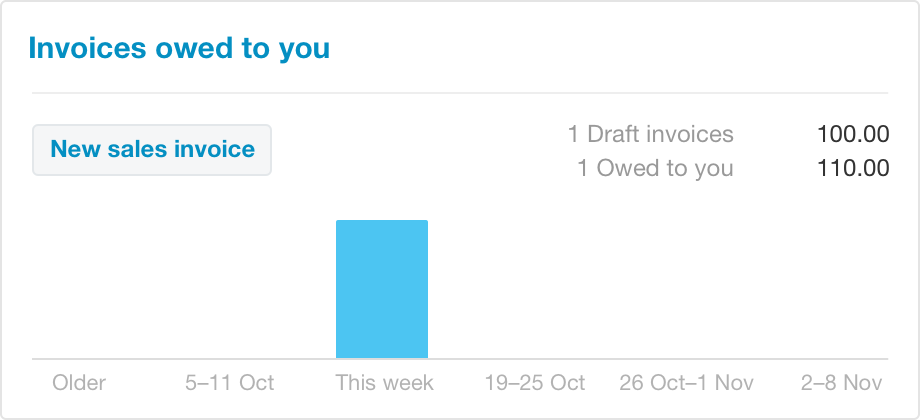 Invoices owed to you
New sales invoice
1 Draft invoices 100.00
1 Owed to you 110.00
Older 5–11 Oct This week 19–25 Oct 26 Oct–1 Nov 2–8 Nov